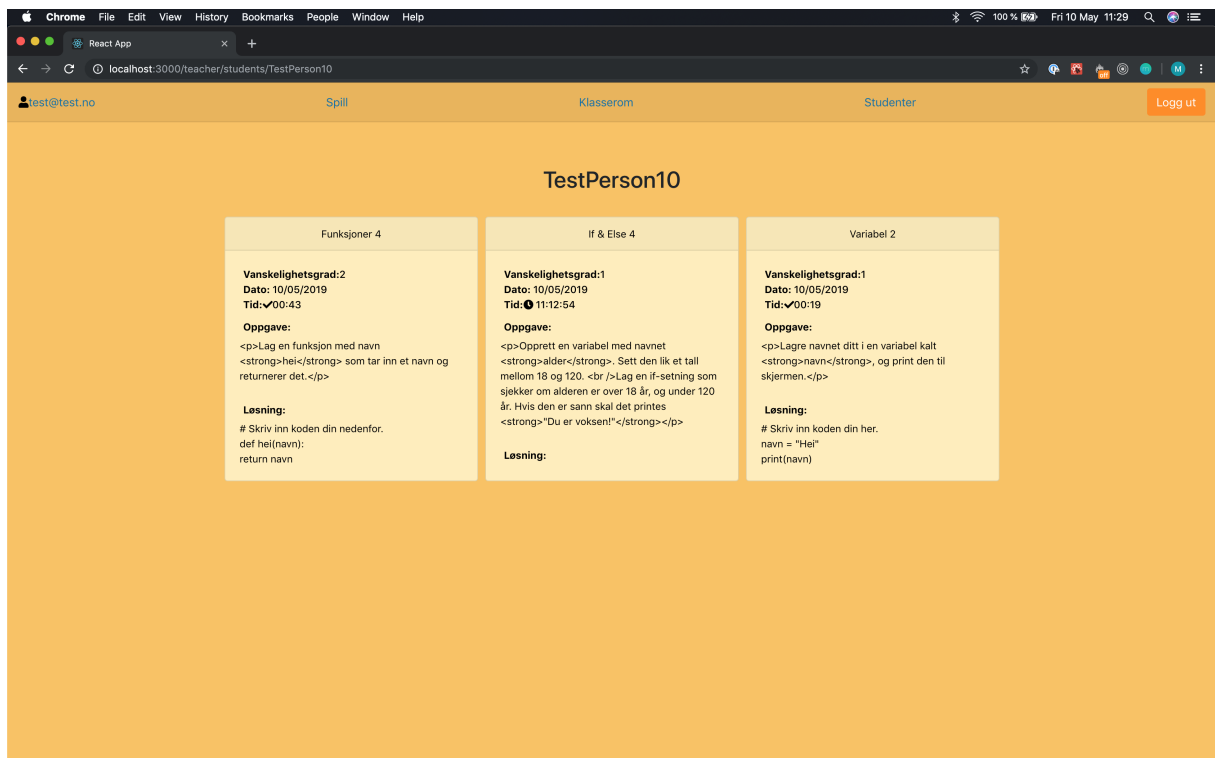 Chrome File Edit View History Bookmarks People Window Help 100 % Fri 10 May 11:29
React App
localhost:3000/teacher/students/TestPerson10 off M
test@test.no Spill Klasserom Studenter Logg ut
TestPerson10
Funksjoner 4
Vanskelighetsgrad:2
Dato: 10/05/2019
Tid:00:43
Oppgave:
<p>Lag en funksjon med navn
<strong>hei</strong> som tar inn et navn og
returnerer det.</p>
Løsning:
# Skriv inn koden din nedenfor.
def hei(navn):
return navn
If & Else 4
Vanskelighetsgrad:1
Dato: 10/05/2019
Tid: 11:12:54
Oppgave:
<p>Opprett en variabel med navnet
<strong>alder</strong>. Sett den lik et tall
mellom 18 og 120. <br />Lag en if-setning som
sjekker om alderen er over 18 år, og under 120
år. Hvis den er sann skal det printes
<strong>"Du er voksen!"</strong></p>
Løsning:
Variabel 2
Vanskelighetsgrad:1
Dato: 10/05/2019
Tid:00:19
Oppgave:
<p>Lagre navnet ditt i en variabel kalt
<strong>navn</strong>, og print den til
skjermen.</p>
Løsning:
# Skriv inn koden din her.
navn = "Hei"
print(navn)